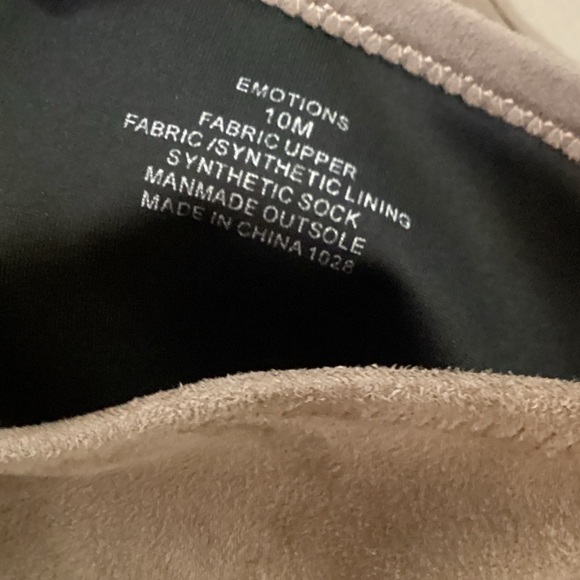 EMOTIONS
10M
FABRIC UPPER
FABRIC /SYNTHETIC LINING
SYNTHETIC SOCK
MANMADE OUTSOLE
MADE IN CHINA 1028